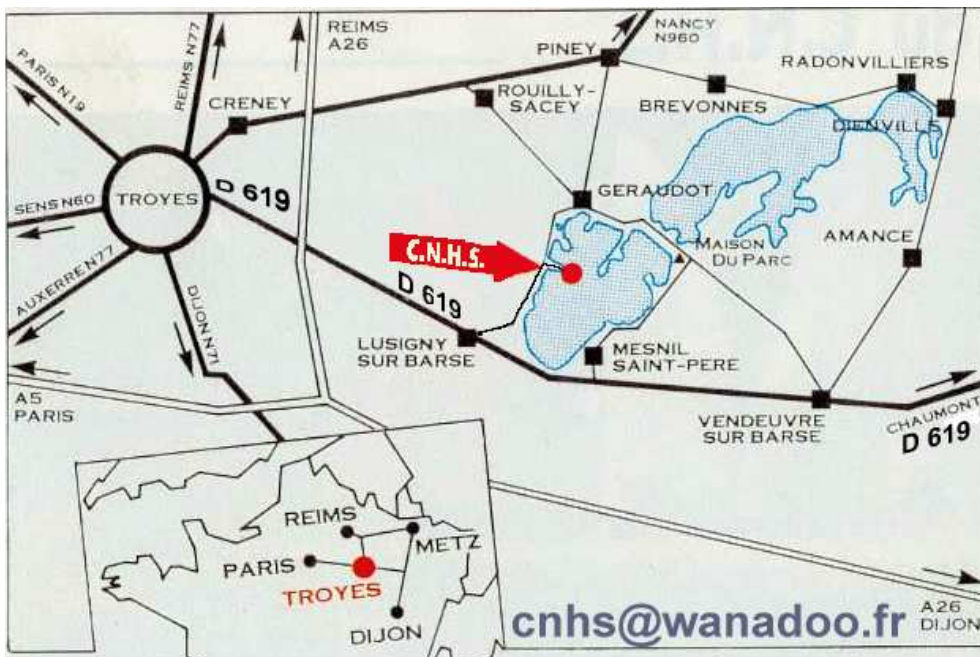 REIMS
A26
NANCY
N960
PARIS N19
REIMS N77
PINEY
RADONVILLIERS
CRENEY
ROUILLY-
SACEY
BREVONNES
DIENVILLE
TROYES
D 619
SENS N60
GERAUDOT
AMANCE
MAISON
DU PARC
C.N.H.S.
AUXERRE N77
D 619
DIJON N71
LUSIGNY
SUR BARSE
MESNIL
SAINT-PERE
A5
PARIS
VENDEUVRE
SUR BARSE
CHAUMONT
D 619
REIMS
METZ
PARIS
TROYES
DIJON
cnhs@wanadoo.fr
A26
DIJON